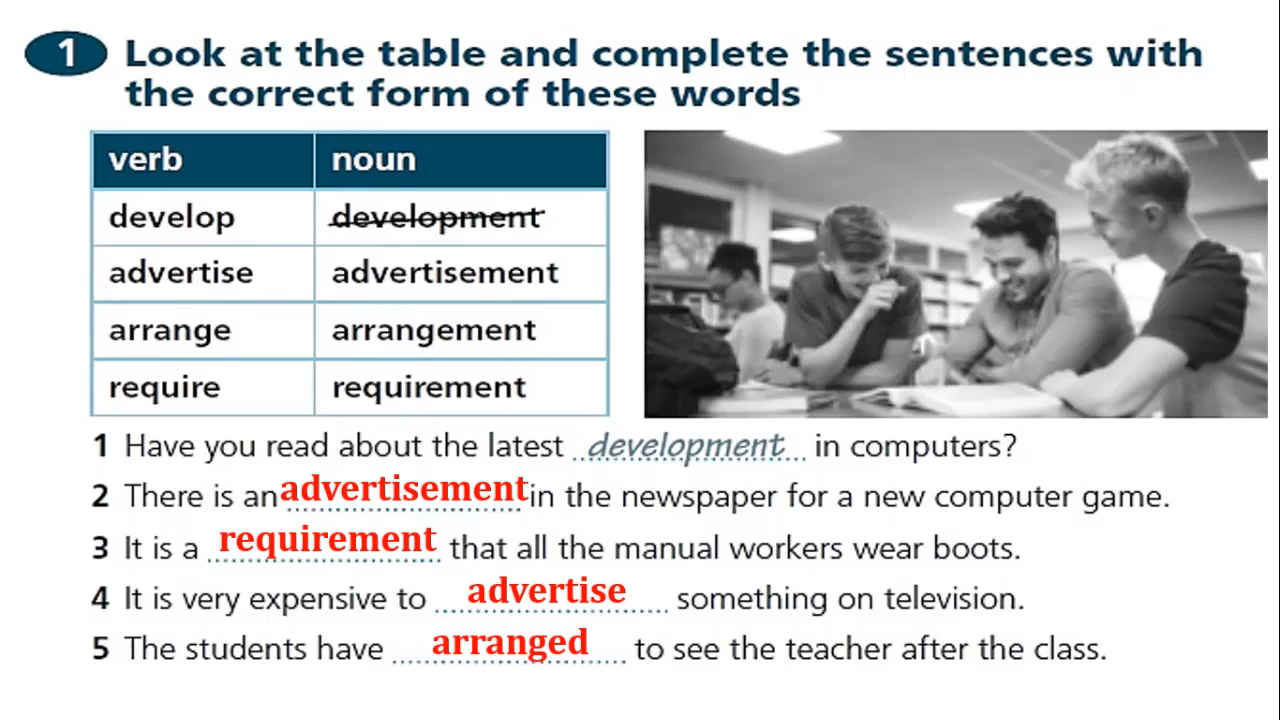 1 Look at the table and complete the sentences with
the correct form of these words
verb noun
develop development
advertise advertisement
arrange arrangement
require requirement
1 Have you read about the latest development in computers?
2 There is an advertisement in the newspaper for a new computer game.
3 It is a requirement that all the manual workers wear boots.
4 It is very expensive to advertise something on television.
5 The students have arranged to see the teacher after the class.